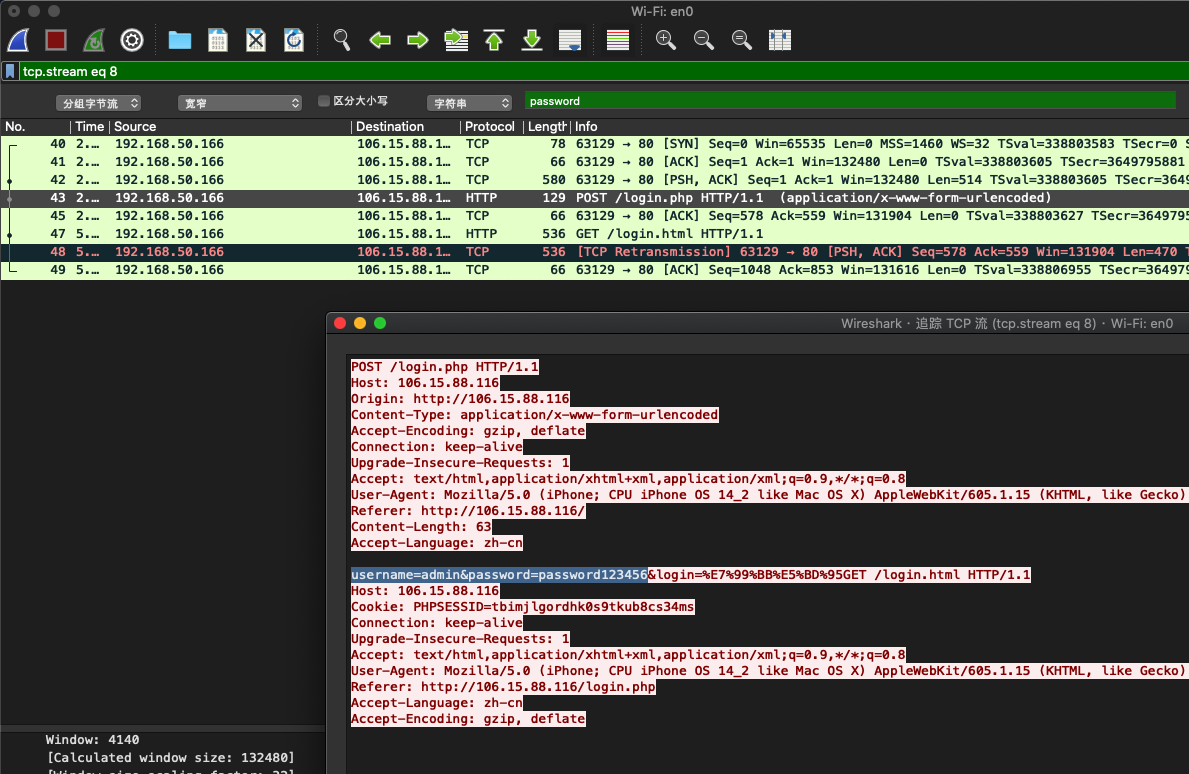 Wi-Fi: en0
tcp.stream eq 8
分组字节流 宽窄 区分大小写 字符串 password
No. Time Source Destination Protocol Length Info
40 2.… 192.168.50.166 106.15.88.1… TCP 78 63129 → 80 [SYN] Seq=0 Win=65535 Len=0 MSS=1460 WS=32 TSval=338803583 TSecr=0 S
41 2.… 192.168.50.166 106.15.88.1… TCP 66 63129 → 80 [ACK] Seq=1 Ack=1 Win=132480 Len=0 TSval=338803605 TSecr=3649795881
42 2.… 192.168.50.166 106.15.88.1… TCP 580 63129 → 80 [PSH, ACK] Seq=1 Ack=1 Win=132480 Len=514 TSval=338803605 TSecr=3649
43 2.… 192.168.50.166 106.15.88.1… HTTP 129 POST /login.php HTTP/1.1 (application/x-www-form-urlencoded)
45 2.… 192.168.50.166 106.15.88.1… TCP 66 63129 → 80 [ACK] Seq=578 Ack=559 Win=131904 Len=0 TSval=338803627 TSecr=3649795
47 5.… 192.168.50.166 106.15.88.1… HTTP 536 GET /login.html HTTP/1.1
48 5.… 192.168.50.166 106.15.88.1… TCP 536 [TCP Retransmission] 63129 → 80 [PSH, ACK] Seq=578 Ack=559 Win=131904 Len=470 T
49 5.… 192.168.50.166 106.15.88.1… TCP 66 63129 → 80 [ACK] Seq=1048 Ack=853 Win=131616 Len=0 TSval=338806955 TSecr=364979
Wireshark · 追踪 TCP 流 (tcp.stream eq 8) · Wi-Fi: en0
POST /login.php HTTP/1.1
Host: 106.15.88.116
Origin: http://106.15.88.116
Content-Type: application/x-www-form-urlencoded
Accept-Encoding: gzip, deflate
Connection: keep-alive
Upgrade-Insecure-Requests: 1
Accept: text/html,application/xhtml+xml,application/xml;q=0.9,*/*;q=0.8
User-Agent: Mozilla/5.0 (iPhone; CPU iPhone OS 14_2 like Mac OS X) AppleWebKit/605.1.15 (KHTML, like Gecko)
Referer: http://106.15.88.116/
Content-Length: 63
Accept-Language: zh-cn
username=admin&password=password123456&login=%E7%99%BB%E5%BD%95GET /login.html HTTP/1.1
Host: 106.15.88.116
Cookie: PHPSESSID=tbimjlgordhk0s9tkub8cs34ms
Connection: keep-alive
Upgrade-Insecure-Requests: 1
Accept: text/html,application/xhtml+xml,application/xml;q=0.9,*/*;q=0.8
User-Agent: Mozilla/5.0 (iPhone; CPU iPhone OS 14_2 like Mac OS X) AppleWebKit/605.1.15 (KHTML, like Gecko)
Referer: http://106.15.88.116/login.php
Accept-Language: zh-cn
Accept-Encoding: gzip, deflate
Window: 4140
[Calculated window size: 132480]